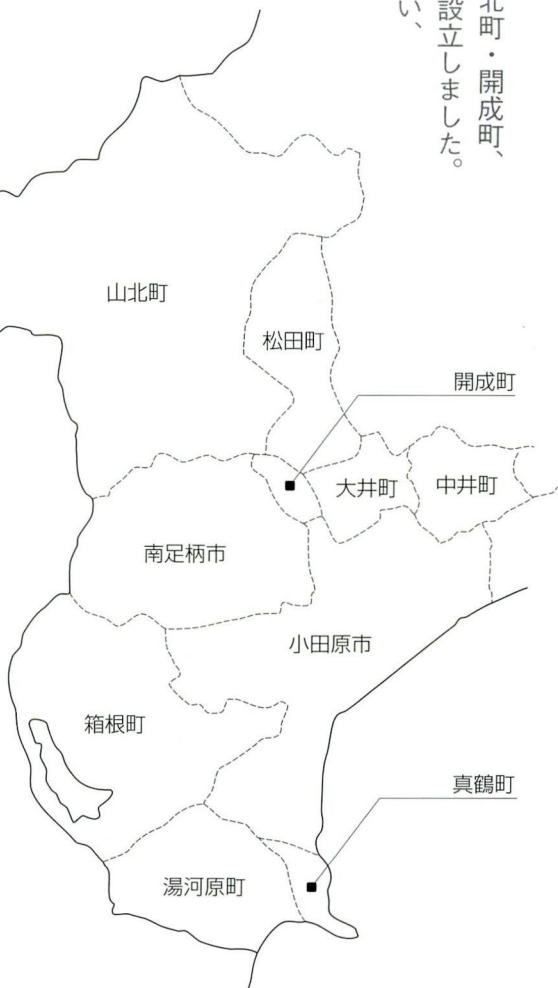 北町・開成町、
設立しました。
い、
山北町
松田町
開成町
大井町
中井町
南足柄市
小田原市
箱根町
真鶴町
湯河原町